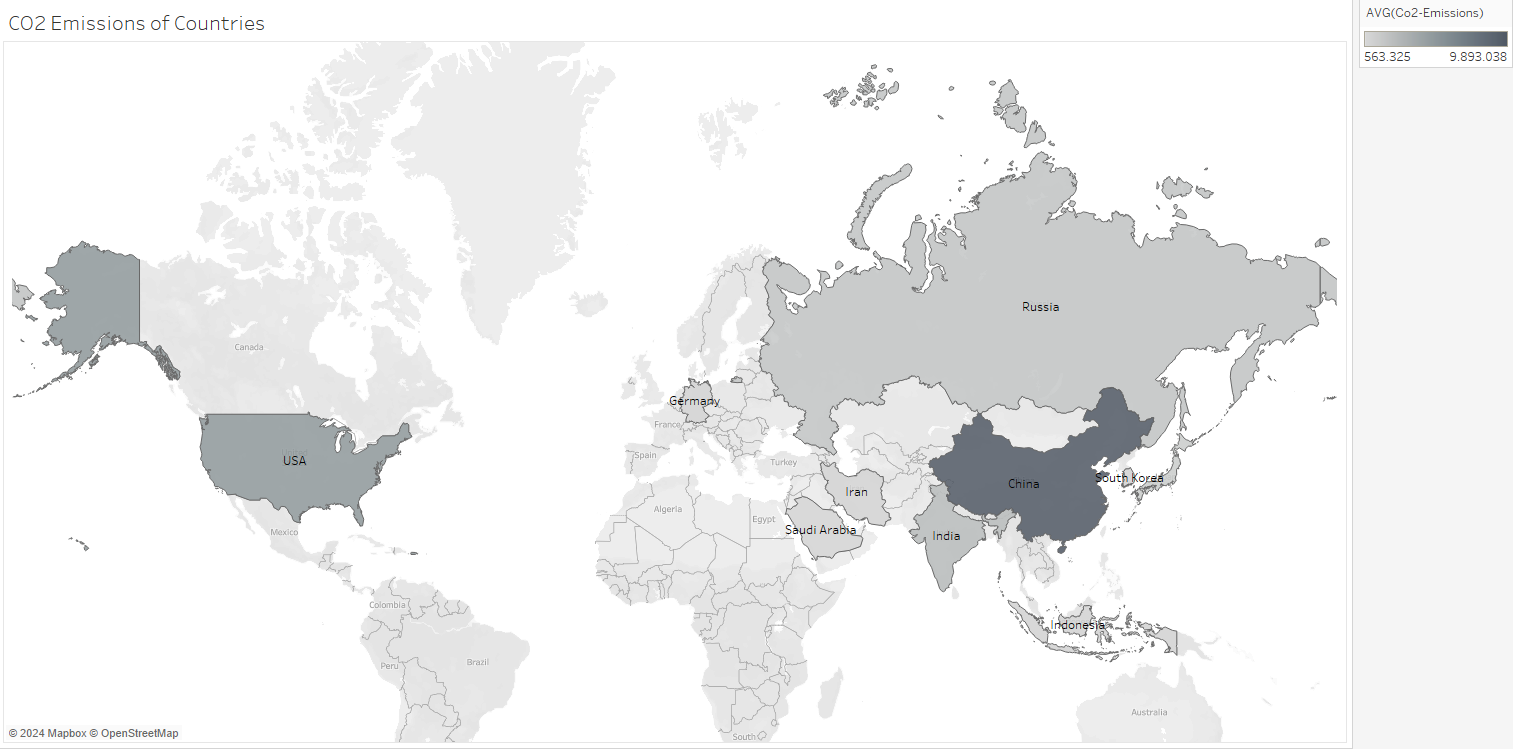 CO2 Emissions of Countries
AVG(Co2-Emissions)
563.325 9.893.038
Russia
Canada
Germany
France
Spain
Turkey
USA
China
South Korea
Iran
Algeria
Egypt
Saudi Arabia
India
Mexico
Colombia
Indonesia
Brazil
Peru
Australia
South
© 2024 Mapbox © OpenStreetMap